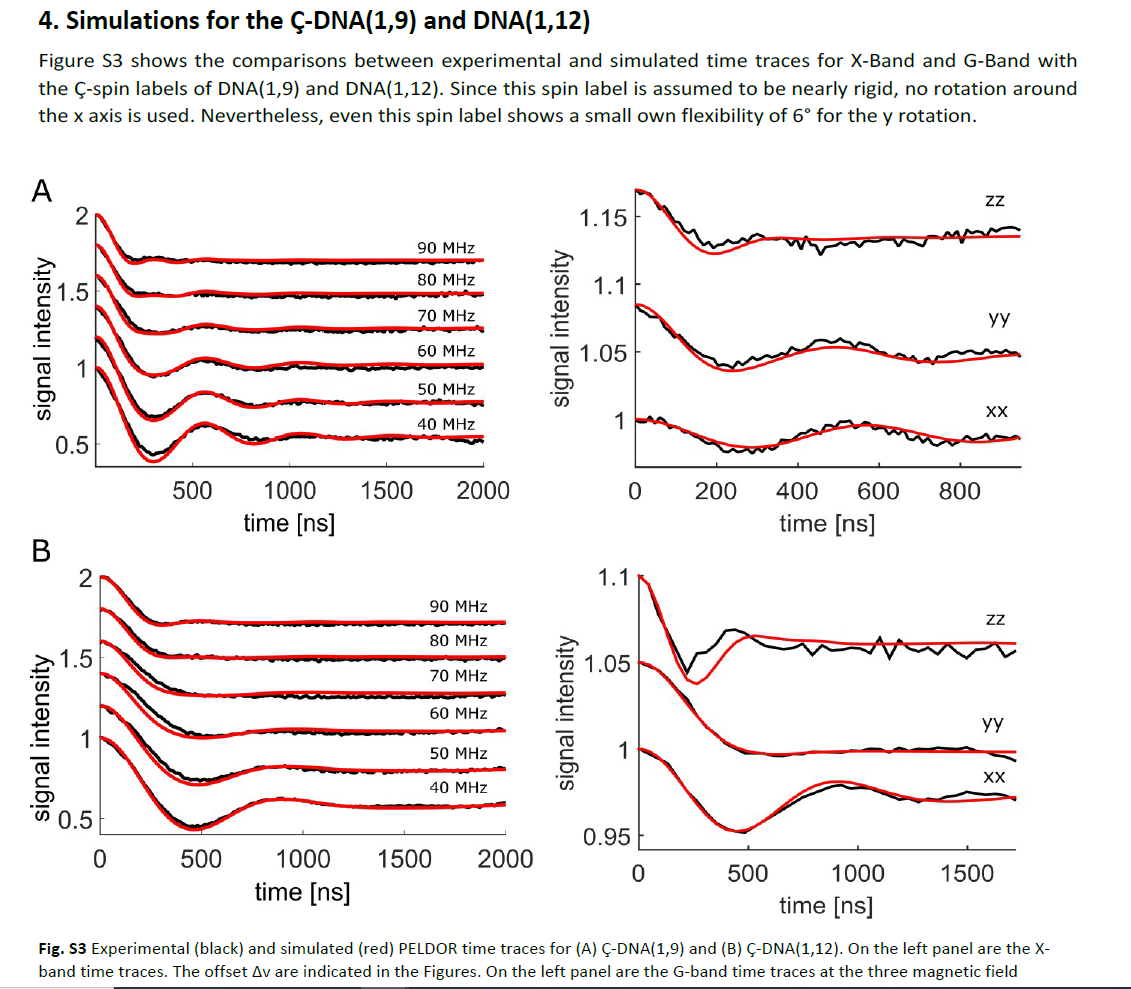 4. Simulations for the Ç-DNA(1,9) and DNA(1,12)
Figure S3 shows the comparisons between experimental and simulated time traces for X-Band and G-Band with
the Ç-spin labels of DNA(1,9) and DNA(1,12). Since this spin label is assumed to be nearly rigid, no rotation around
the x axis is used. Nevertheless, even this spin label shows a small own flexibility of 6° for the y rotation.
A
2
1.5
1
0.5
signal intensity
90 MHz
80 MHz
70 MHz
60 MHz
50 MHz
40 MHz
500 1000 1500 2000
time [ns]
1.15
1.1
1.05
1
signal intensity
zz
yy
xx
0 200 400 600 800
time [ns]
B
2
1.5
1
0.5
signal intensity
90 MHz
80 MHz
70 MHz
60 MHz
50 MHz
40 MHz
0 500 1000 1500 2000
time [ns]
1.1
1.05
1
0.95
signal intensity
zz
yy
xx
0 500 1000 1500
time [ns]
Fig. S3 Experimental (black) and simulated (red) PELDOR time traces for (A) Ç-DNA(1,9) and (B) Ç-DNA(1,12). On the left panel are the X-
band time traces. The offset Δν are indicated in the Figures. On the left panel are the G-band time traces at the three magnetic field